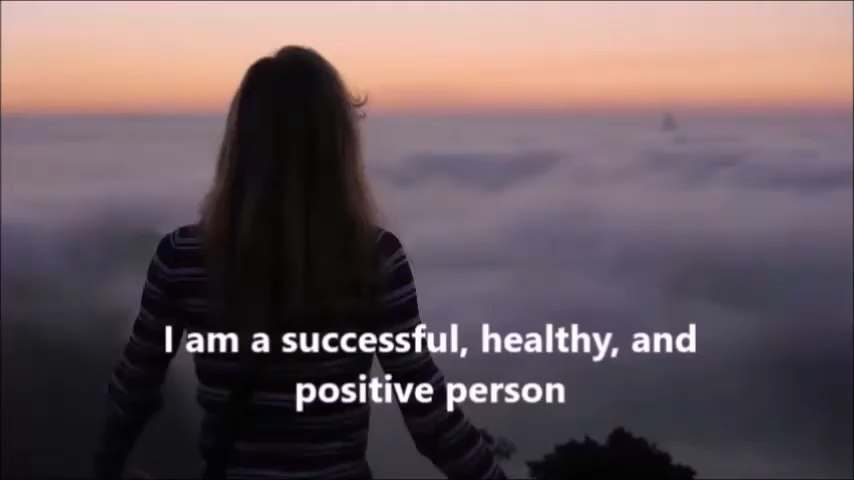 I am a successful, healthy, and
positive person